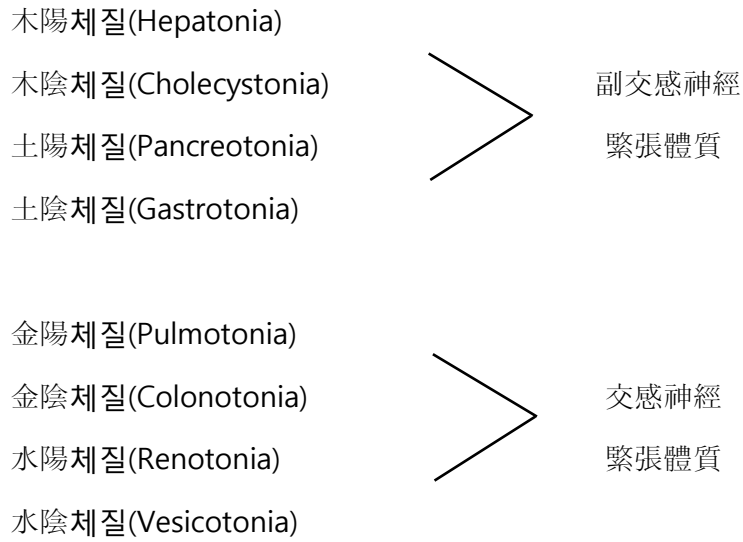 木陽체질(Hepatonia)
木陰체질(Cholecystonia)
副交感神經
土陽체질(Pancreotonia)
緊張體質
土陰체질(Gastrotonia)
金陽체질(Pulmotonia)
金陰체질(Colonotonia)
交感神經
水陽체질(Renotonia)
緊張體質
水陰체질(Vesicotonia)